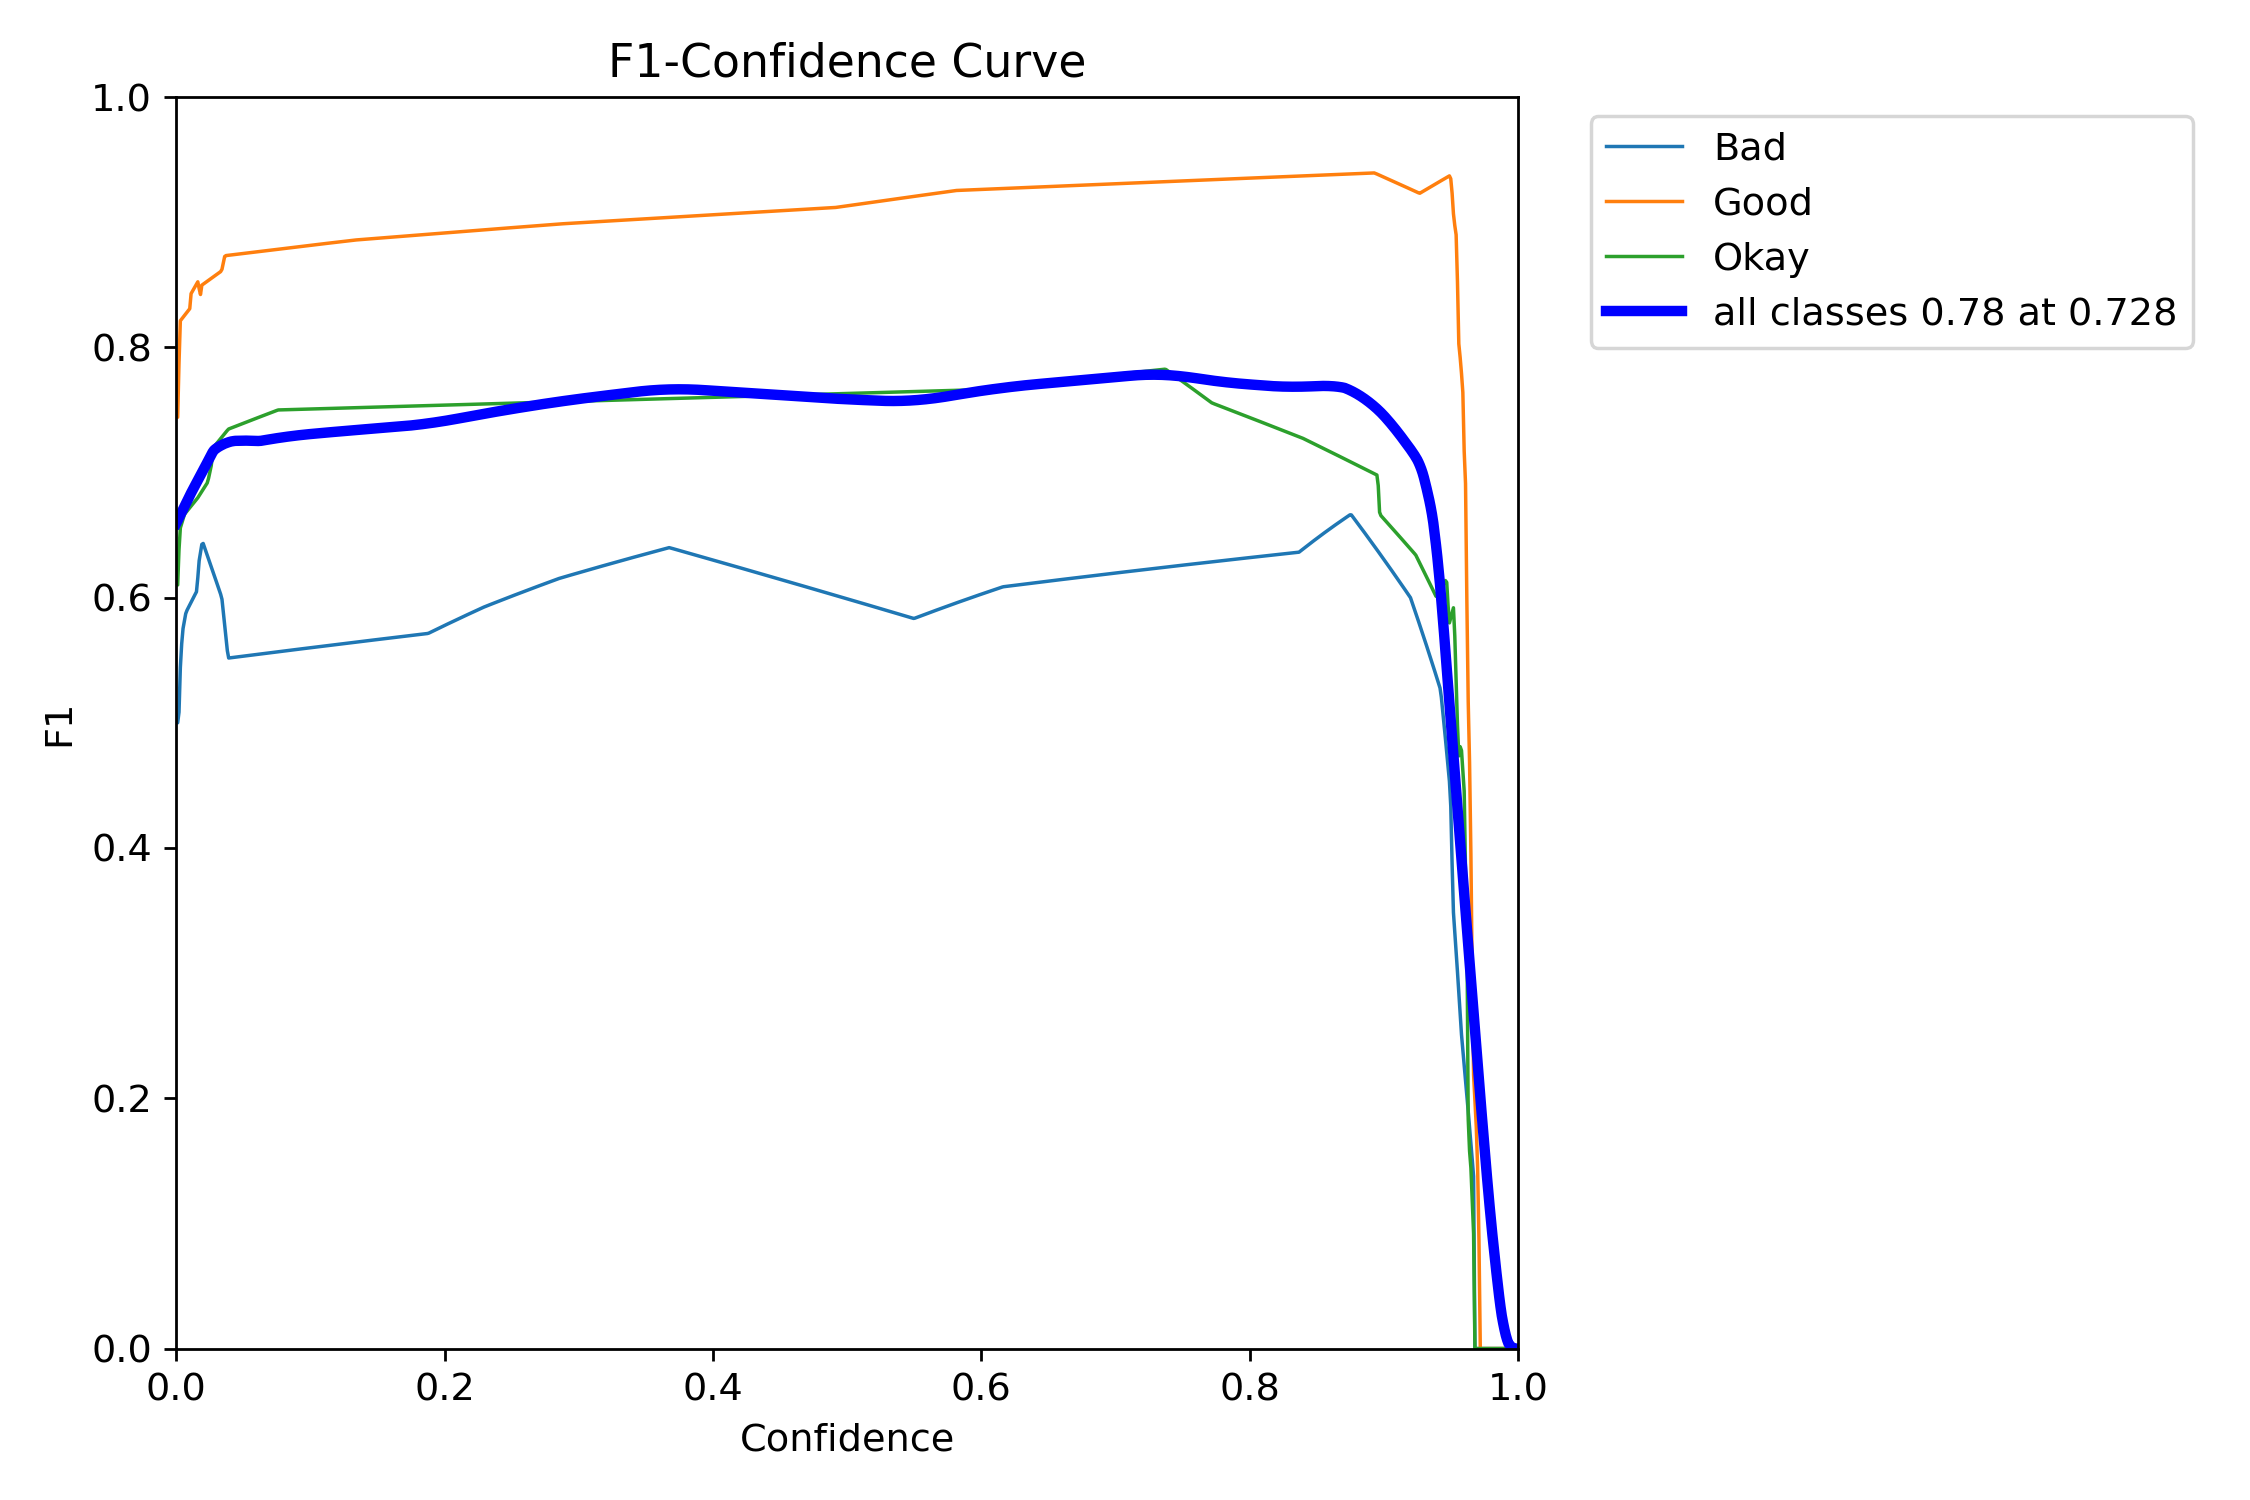 F1-Confidence Curve
1.0
0.8
0.6
0.4
0.2
0.0
F1
0.0 0.2 0.4 0.6 0.8 1.0
Confidence
Bad
Good
Okay
all classes 0.78 at 0.728